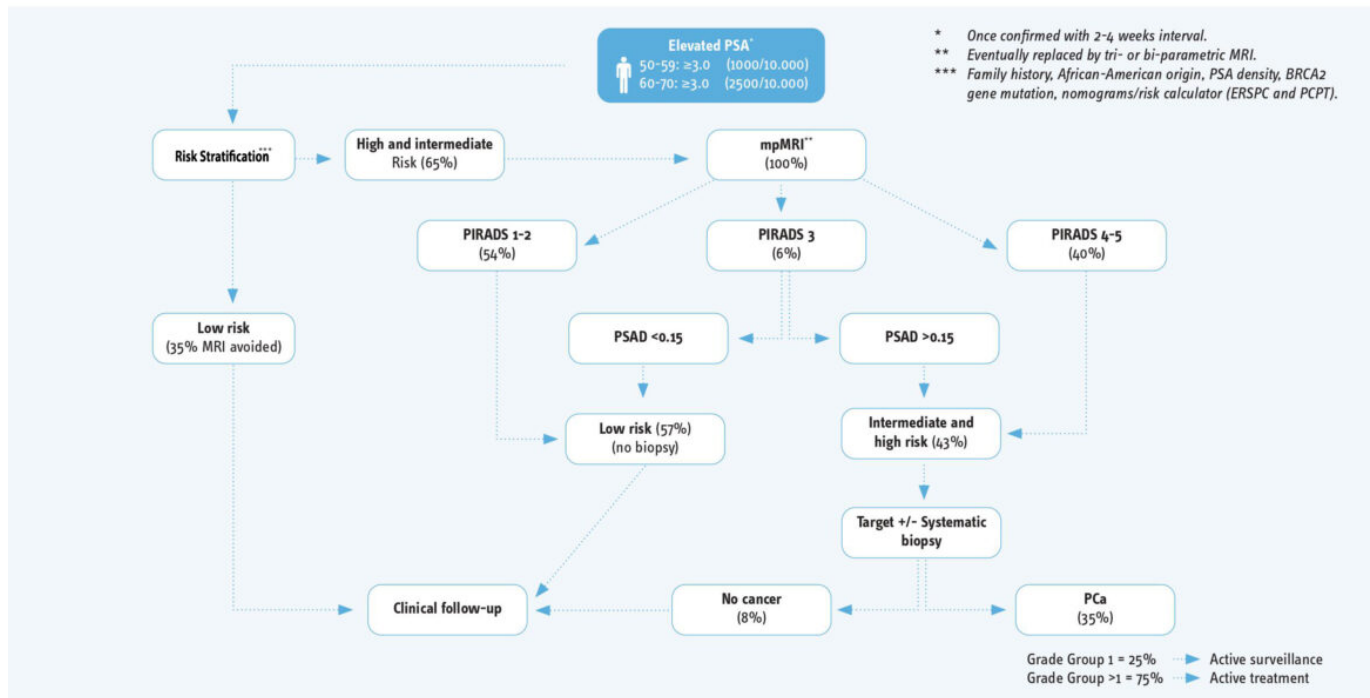 Elevated PSA*
50-59: ≥3.0 (1000/10.000)
60-70: ≥3.0 (2500/10.000)
* Once confirmed with 2-4 weeks interval.
** Eventually replaced by tri- or bi-parametric MRI.
*** Family history, African-American origin, PSA density, BRCA2
gene mutation, nomograms/risk calculator (ERSPC and PCPT).
Risk Stratification***
High and intermediate
Risk (65%)
mpMRI**
(100%)
PIRADS 1-2
(54%)
PIRADS 3
(6%)
PIRADS 4-5
(40%)
Low risk
(35% MRI avoided)
PSAD <0.15
PSAD >0.15
Low risk (57%)
(no biopsy)
Intermediate and
high risk (43%)
Target +/- Systematic
biopsy
Clinical follow-up
No cancer
(8%)
PCa
(35%)
Grade Group 1 = 25% Active surveillance
Grade Group >1 = 75% Active treatment